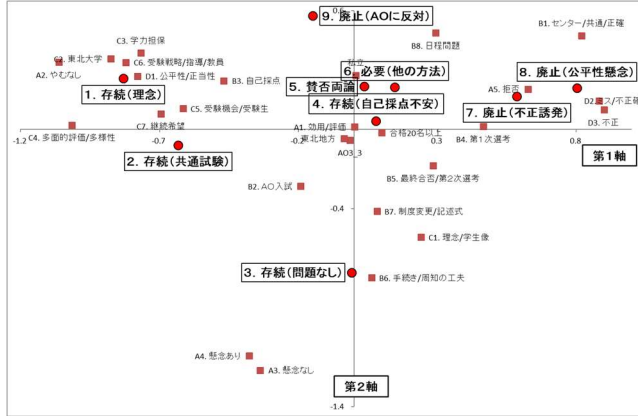 0.6
9. 廃止(AOに反対)
B1. センター/共通/正確
C3. 学力担保
B8. 日程問題
C2. 東北大学
C6. 受験戦略/指導/教員
A2. やむなし
D1. 公平性/正当性
B3. 自己採点
私立
6. 必要(他の方法)
8. 廃止(公平性懸念)
1. 存続(理念)
5. 賛否両論
A5. 拒否
D2.
ス/不正確
4. 存続(自己採点不安)
7. 廃止(不正誘発)
C5. 受験機会/受験生
D3. 不正
C7. 継続希望
C4. 多面的評価/多様性
A1. 効用/評価
合格20名以上
B4. 第1次選考
東北地方
-1.2
-0.7
0.3
0.8
2. 存続(共通試験)
AO3_3
第1軸
B5. 最終合否/第2次選考
B2. AO入試
-0.4
B7. 制度変更/記述式
C1. 理念/学生像
3. 存続(問題なし)
B6. 手続き/周知の工夫
A4. 懸念あり
A3. 懸念なし
第2軸
-1.4